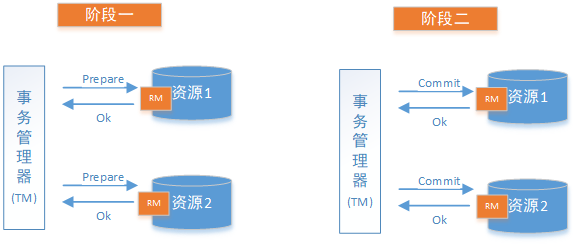 阶段一
事务管理器
(TM)
Prepare
Ok
RM
资源1
Prepare
Ok
RM
资源2
阶段二
事务管理器
(TM)
Commit
Ok
RM
资源1
Commit
Ok
RM
资源2